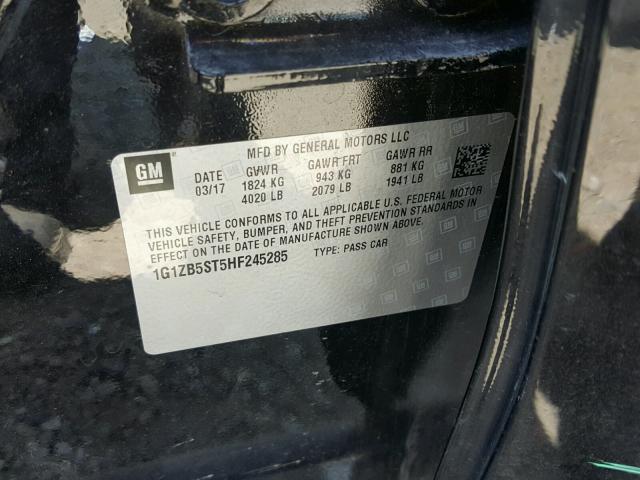 MFD BY GENERAL MOTORS LLC
GM
DATE GVWR GAWR FRT GAWR RR
03/17 1824 KG 943 KG 881 KG
4020 LB 2079 LB 1941 LB
THIS VEHICLE CONFORMS TO ALL APPLICABLE U.S. FEDERAL MOTOR
VEHICLE SAFETY, BUMPER, AND THEFT PREVENTION STANDARDS IN
EFFECT ON THE DATE OF MANUFACTURE SHOWN ABOVE.
1G1ZB5ST5HF245285 TYPE: PASS CAR